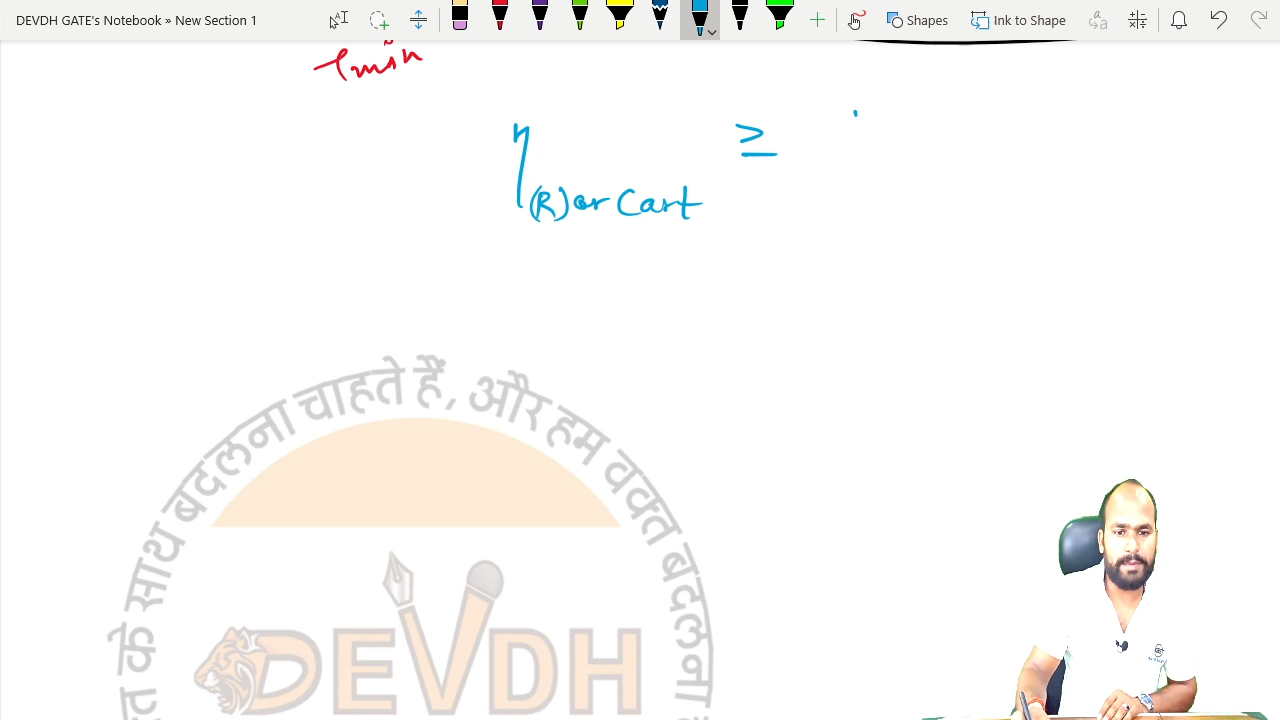 DEVDH GATE's Notebook » New Section 1
Shapes
Ink to Shape
min
η(R) or Cart ≥
के साथ बदलना चाहते हैं, और हम वक्त बदलना
DEVDH